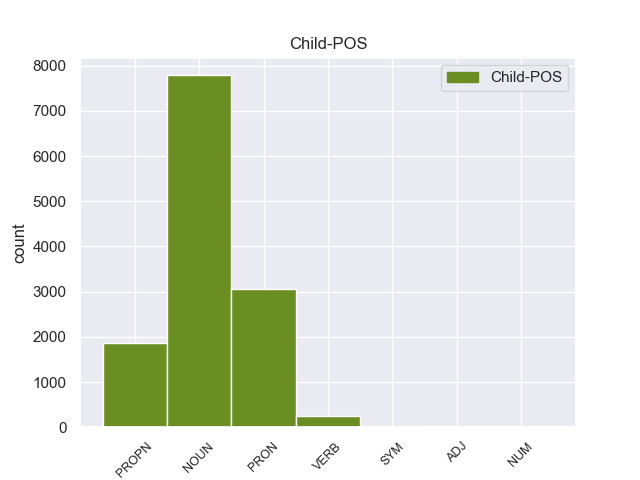 Child-POS
Child-POS
count
8000
7000
6000
5000
4000
3000
2000
1000
0
PROPN
NOUN
PRON
VERB
SYM
ADJ
NUM